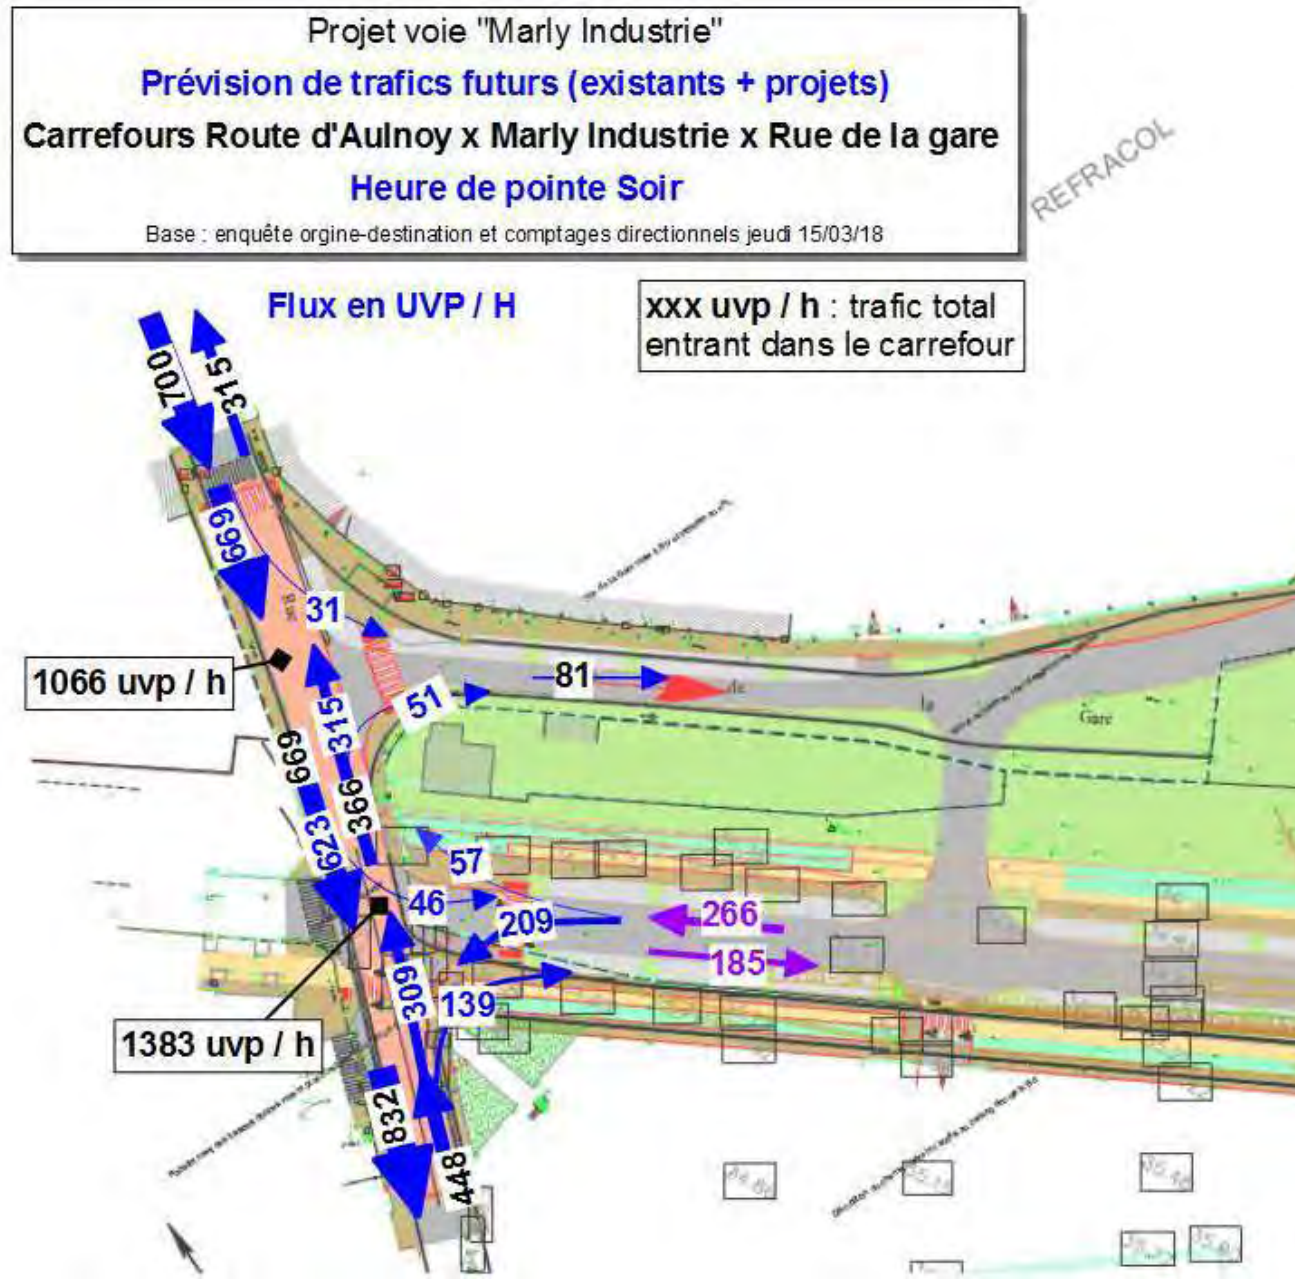 Projet voie "Marly Industrie"
Prévision de trafics futurs (existants + projets)
Carrefours Route d'Aulnoy x Marly Industrie x Rue de la gare
Heure de pointe Soir
Base : enquête orgine-destination et comptages directionnels jeudi 15/03/18
REFRACOL
Flux en UVP / H
xxx uvp / h : trafic total
entrant dans le carrefour
700
315
669
Rue
31
1066 uvp / h
81
de
la
Gare
51
315
669
366
623
57
46
209
266
185
309
139
1383 uvp / h
832
448